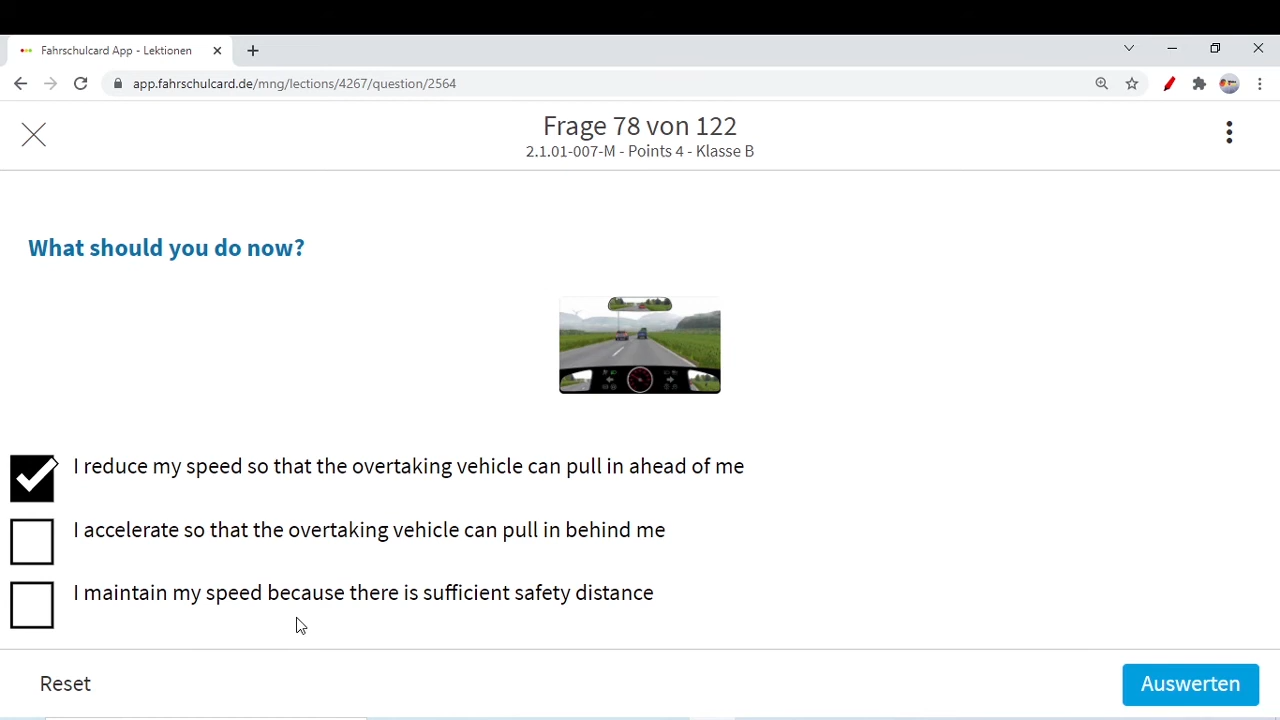 Fahrschulcard App - Lektionen
app.fahrschulcard.de/mng/lections/4267/question/2564
Frage 78 von 122
2.1.01-007-M - Points 4 - Klasse B
What should you do now?
I reduce my speed so that the overtaking vehicle can pull in ahead of me
I accelerate so that the overtaking vehicle can pull in behind me
I maintain my speed because there is sufficient safety distance
Reset
Auswerten